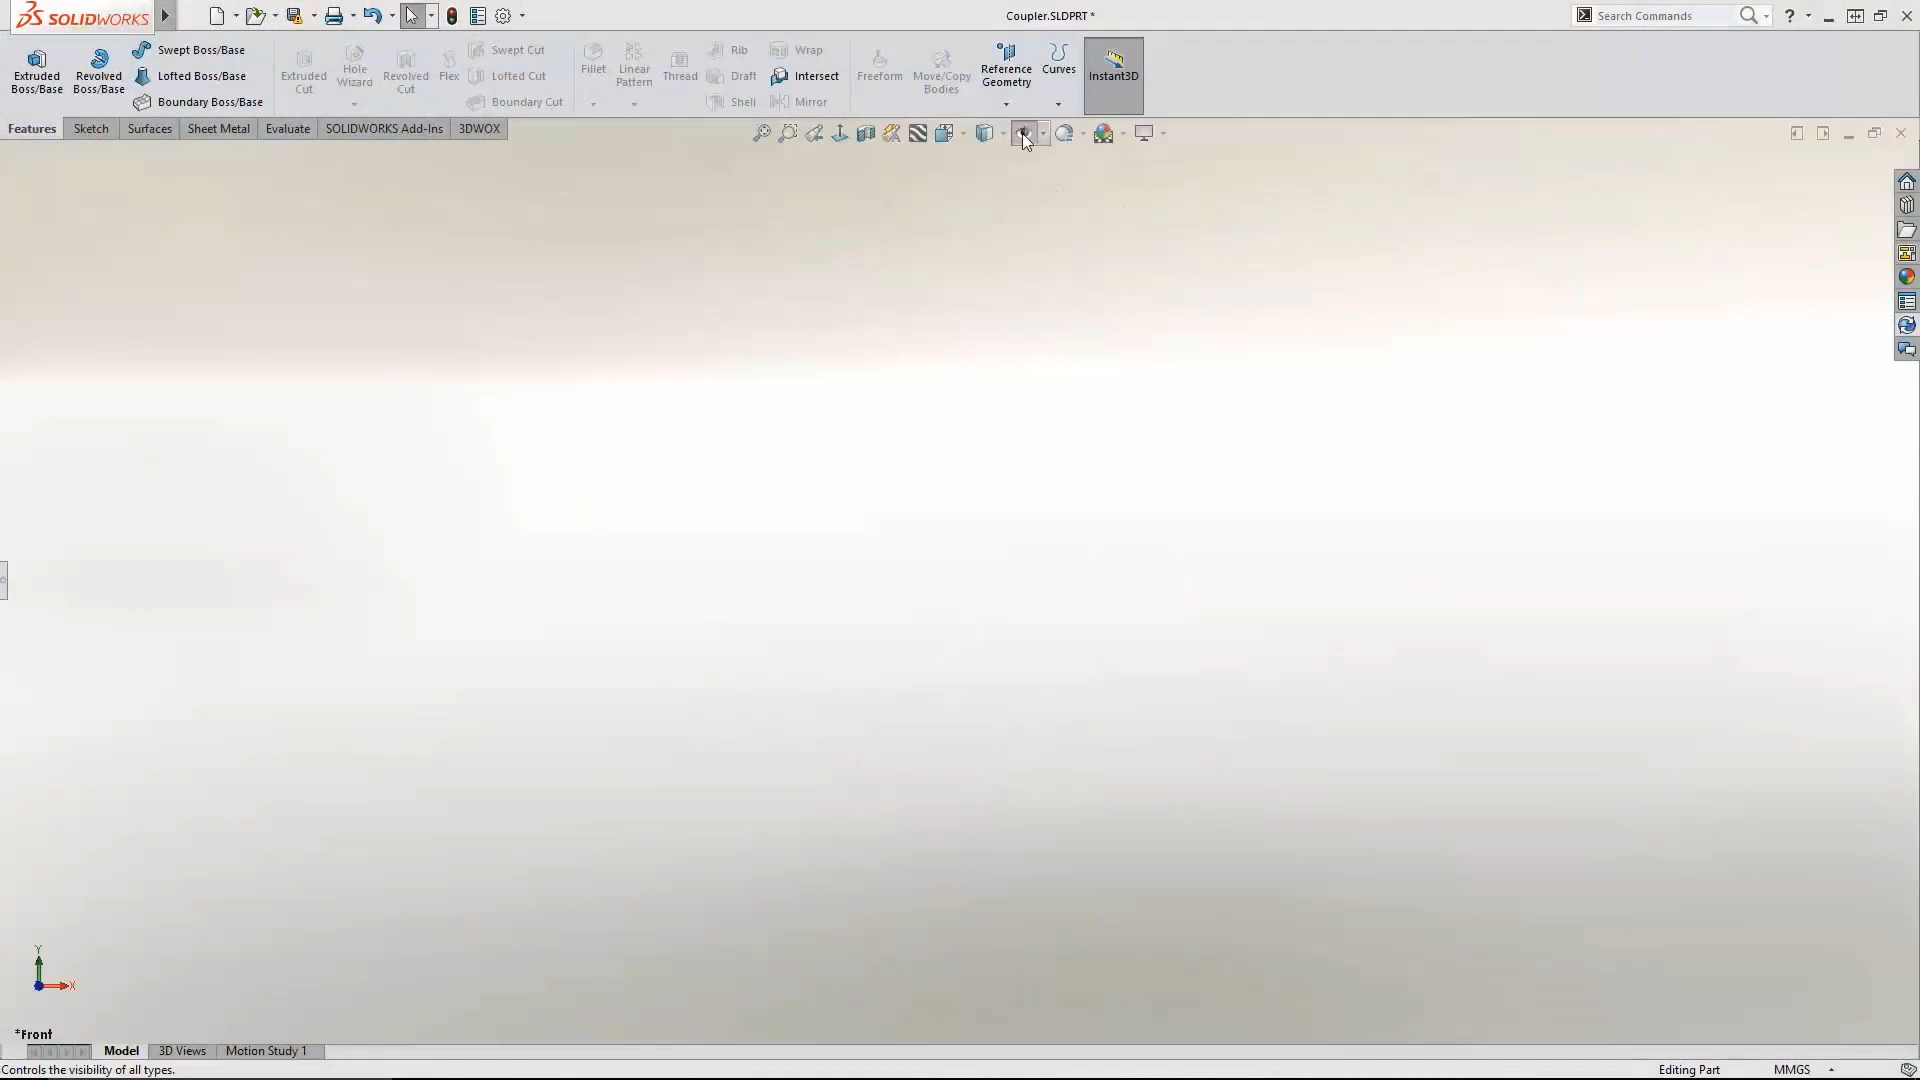 SOLIDWORKS
Coupler.SLDPRT *
Search Commands
?
Extruded
Boss/Base
Revolved
Boss/Base
Swept Boss/Base
Lofted Boss/Base
Boundary Boss/Base
Extruded
Cut
Hole
Wizard
Revolved
Cut
Flex
Swept Cut
Lofted Cut
Boundary Cut
Fillet
Linear
Pattern
Thread
Rib
Draft
Shell
Wrap
Intersect
Mirror
Freeform
Move/Copy
Bodies
Reference
Geometry
Curves
Instant3D
Features
Sketch
Surfaces
Sheet Metal
Evaluate
SOLIDWORKS Add-Ins
3DWOX
Y
X
*Front
Model
3D Views
Motion Study 1
Controls the visibility of all types.
Editing Part
MMGS